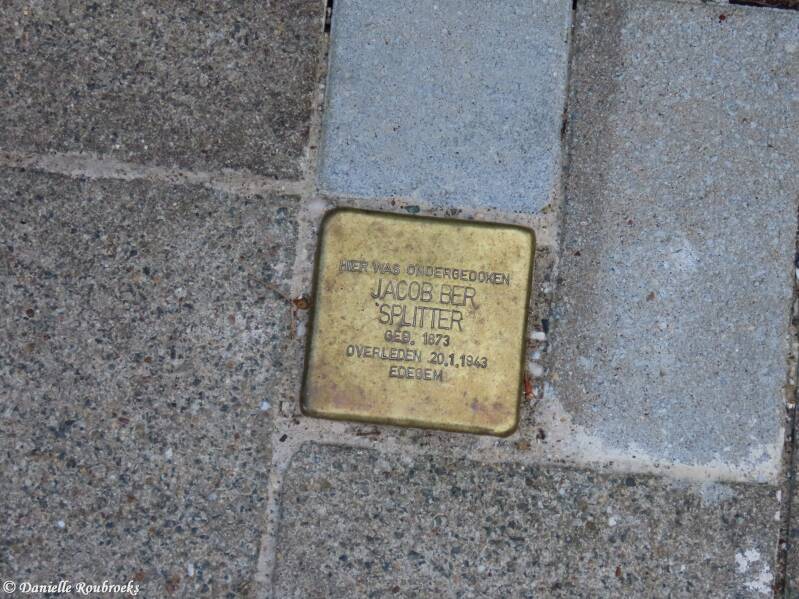 HIER WAS ONDERGEDOKEN
JACOB BER
SPLITTER
GEB. 1873
OVERLEDEN 20.1.1943
EDEGEM
© Danielle Roubroeks